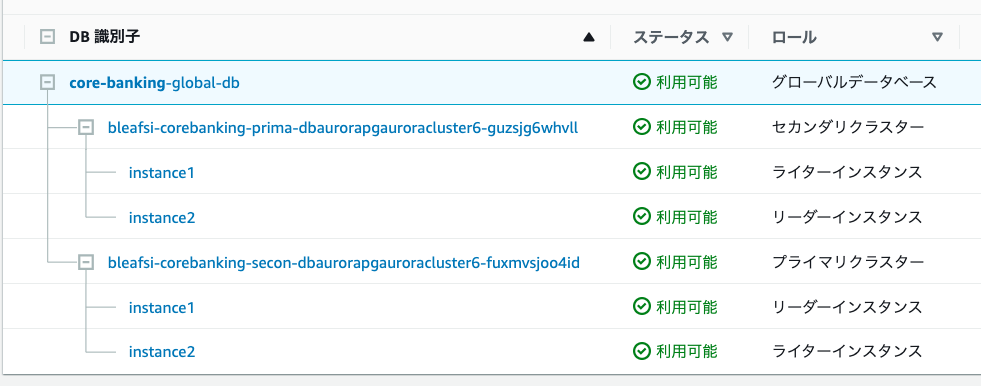 DB 識別子 ステータス ロール
core-banking-global-db 利用可能 グローバルデータベース
bleafsi-corebanking-prima-dbaurorapgauroracluster6-guzsjg6whvll 利用可能 セカンダリクラスター
instance1 利用可能 ライターインスタンス
instance2 利用可能 リーダーインスタンス
bleafsi-corebanking-secon-dbaurorapgauroracluster6-fuxmvsjoo4id 利用可能 プライマリクラスター
instance1 利用可能 リーダーインスタンス
instance2 利用可能 ライターインスタンス